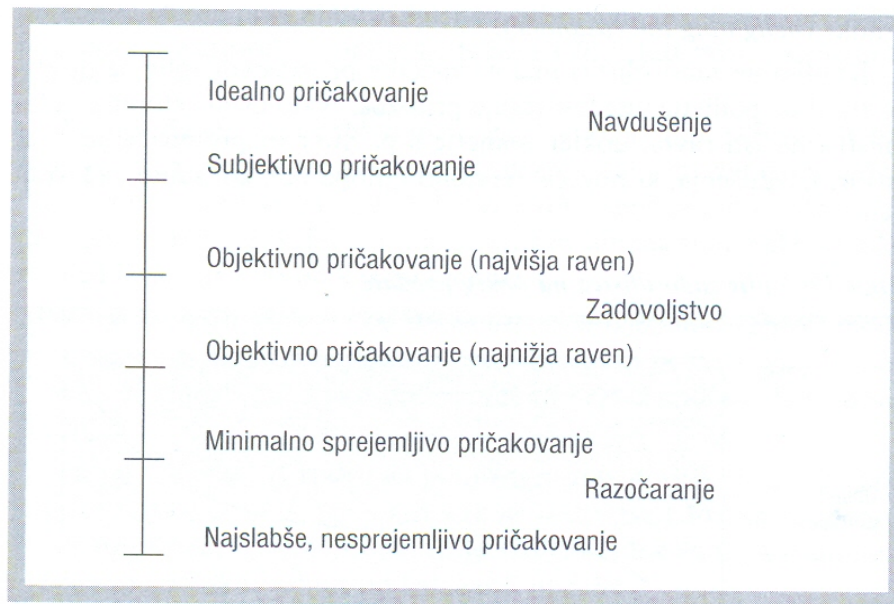 Idealno pričakovanje
Navdušenje
Subjektivno pričakovanje
Objektivno pričakovanje (najvišja raven)
Zadovoljstvo
Objektivno pričakovanje (najnižja raven)
Minimalno sprejemljivo pričakovanje
Razočaranje
Najslabše, nesprejemljivo pričakovanje